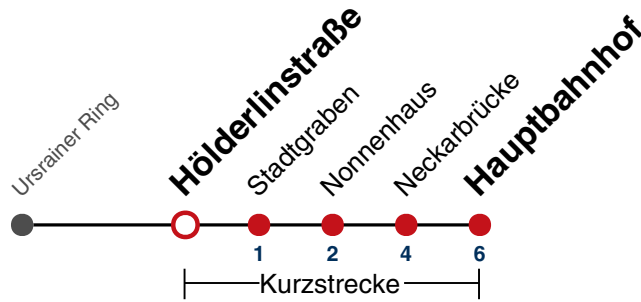 Ursrainer Ring
Hölderlinstraße
Stadtgraben
Nonnenhaus
Neckarbrücke
Hauptbahnhof
1
2
4
6
Kurzstrecke